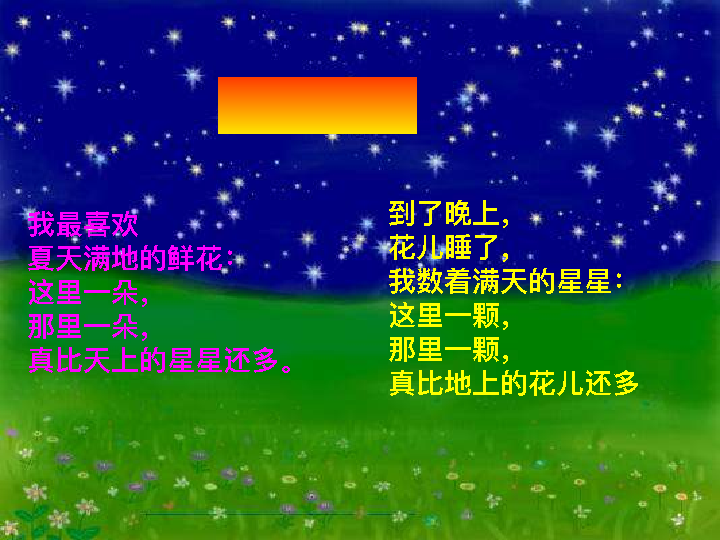 我最喜欢
夏天满地的鲜花：
这里一朵，
那里一朵，
真比天上的星星还多。
到了晚上，
花儿睡了，
我数着满天的星星：
这里一颗，
那里一颗，
真比地上的花儿还多